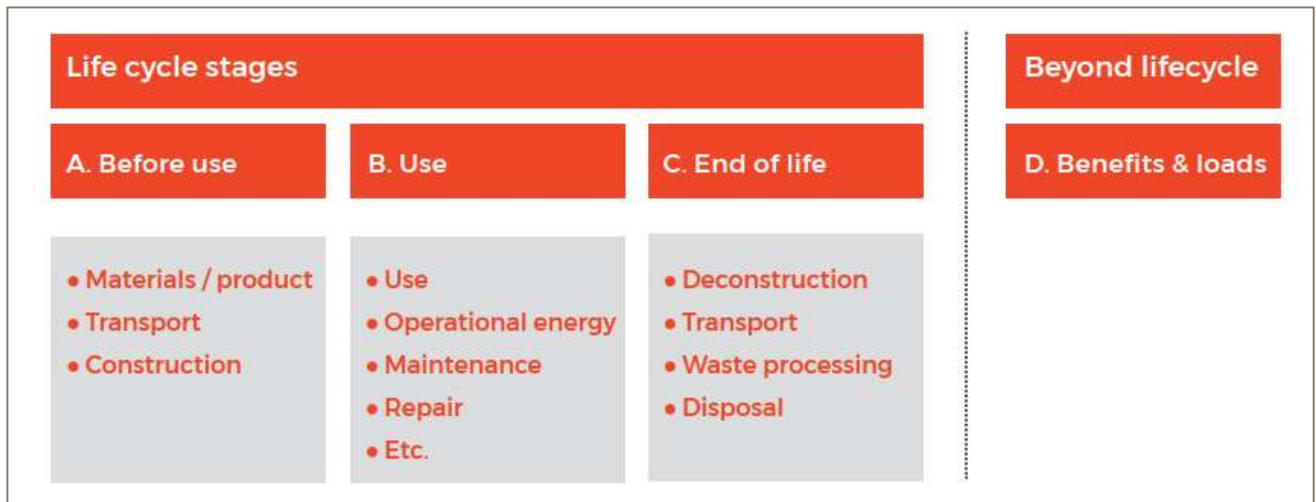 Life cycle stages
Beyond lifecycle
A. Before use
B. Use
C. End of life
D. Benefits & loads
• Materials / product
• Transport
• Construction
• Use
• Operational energy
• Maintenance
• Repair
• Etc.
• Deconstruction
• Transport
• Waste processing
• Disposal